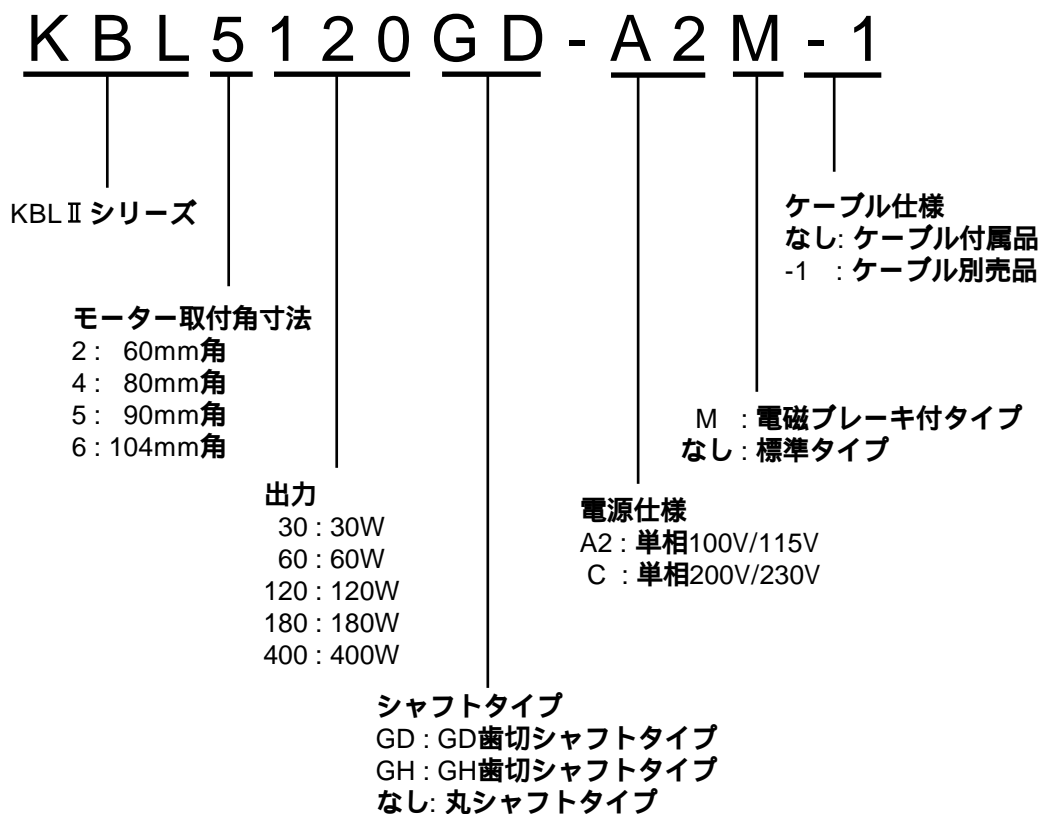 KBL5120GD-A2M-1
KBLⅡシリーズ
モーター取付角寸法
2 : 60mm角
4 : 80mm角
5 : 90mm角
6 : 104mm角
出力
30 : 30W
60 : 60W
120 : 120W
180 : 180W
400 : 400W
シャフトタイプ
GD : GD歯切シャフトタイプ
GH : GH歯切シャフトタイプ
なし: 丸シャフトタイプ
電源仕様
A2 : 単相100V/115V
C : 単相200V/230V
M : 電磁ブレーキ付タイプ
なし : 標準タイプ
ケーブル仕様
なし: ケーブル付属品
-1 : ケーブル別売品